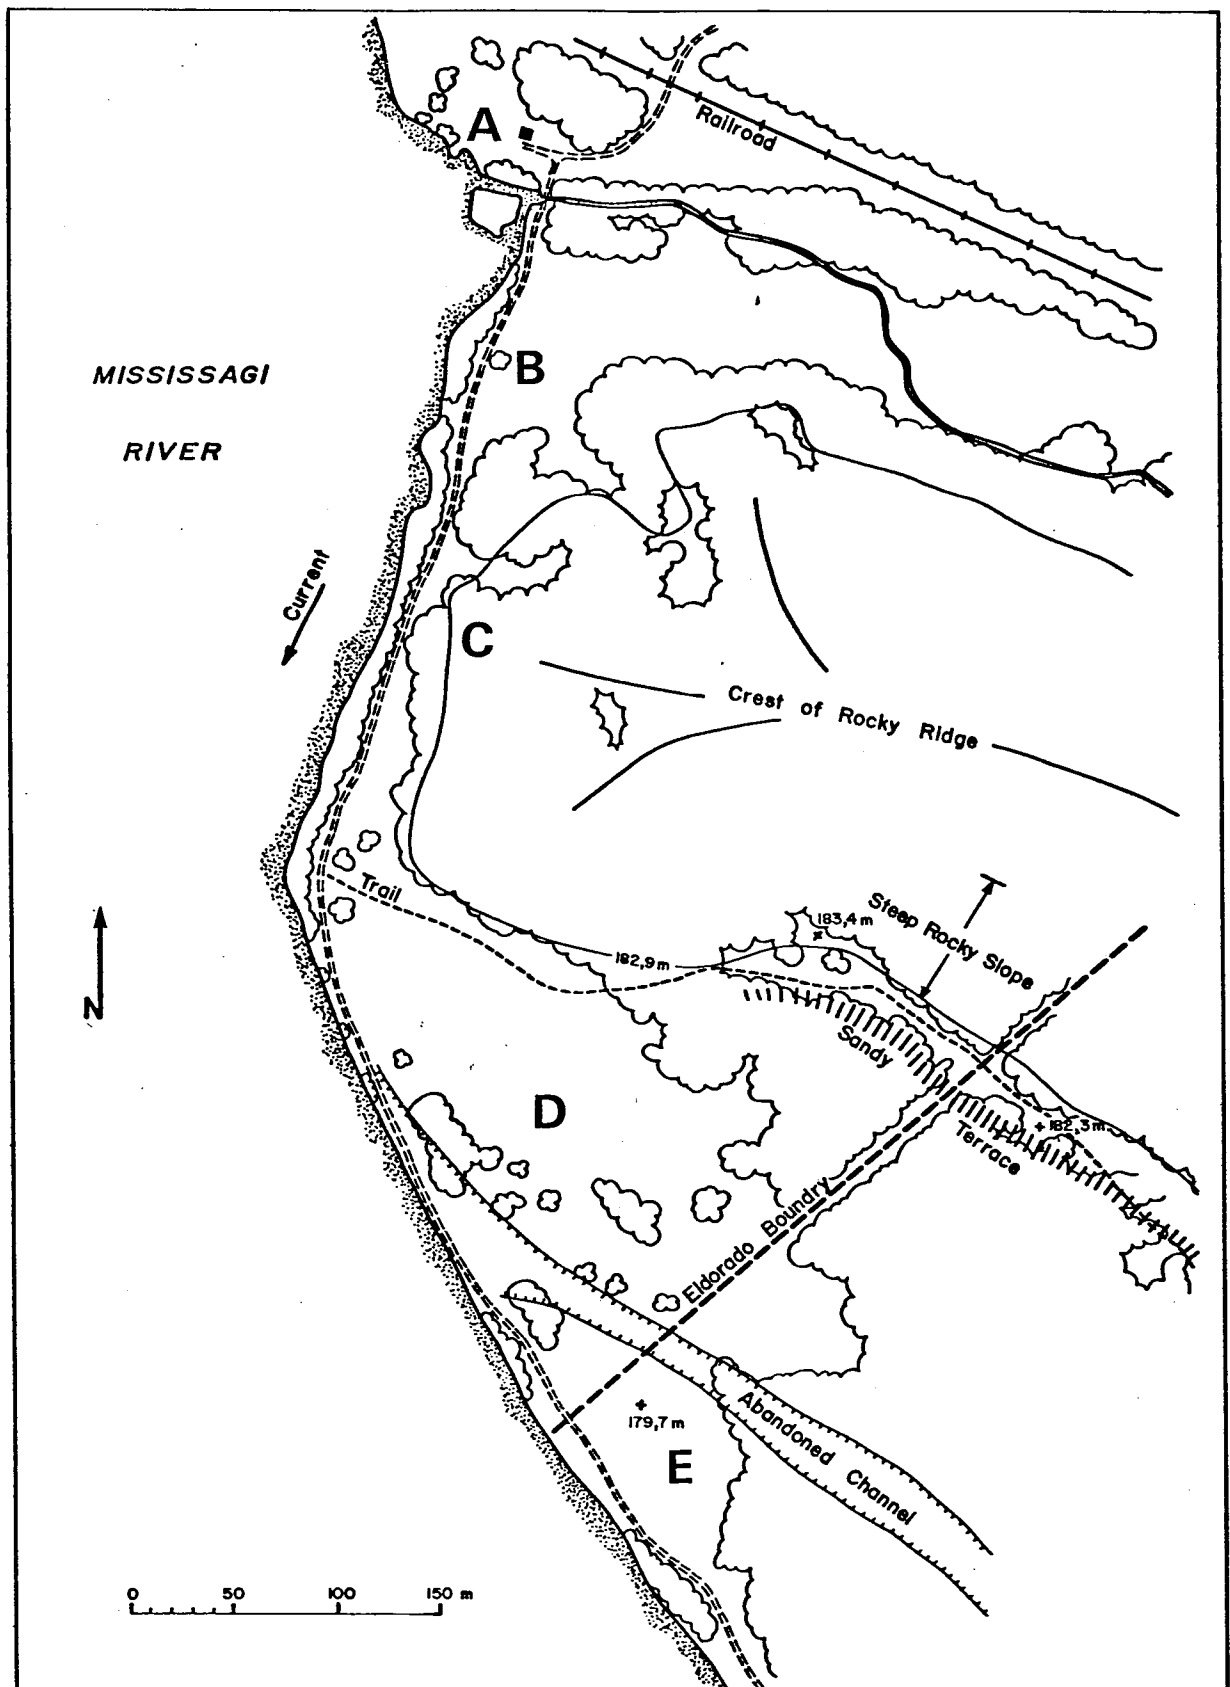 A
Railroad
B
MISSISSAGI
RIVER
Current
C
Crest of Rocky Ridge
Trail
Steep Rocky Slope
183,4 m
182,9 m
N
Sandy
Terrace
182,3 m
D
Eldorado Boundry
179,7 m
E
Abandoned Channel
0 50 100 150 m